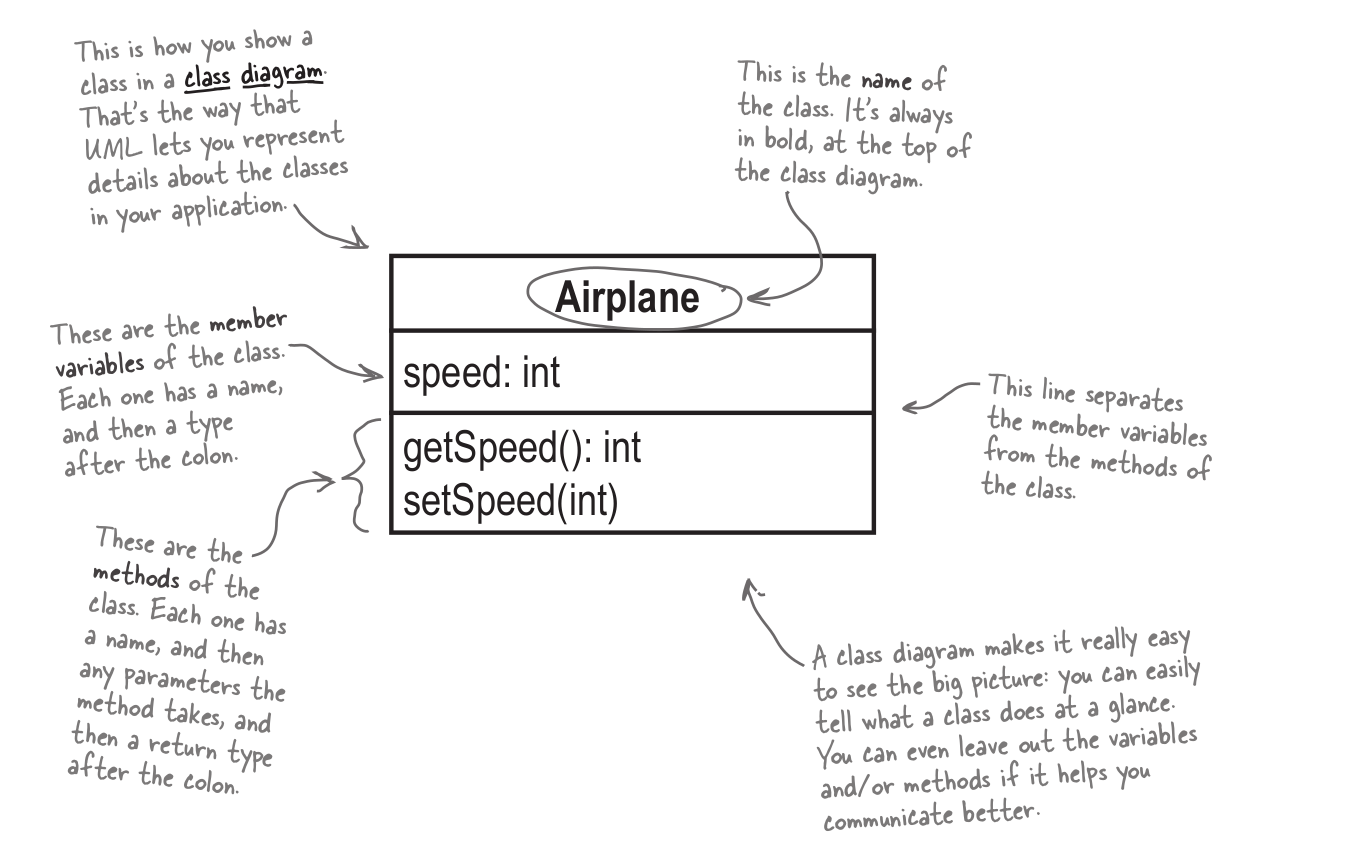 This is how you show a
class in a class diagram.
That's the way that
UML lets you represent
details about the classes
in your application.
This is the name of
the class. It's always
in bold, at the top of
the class diagram.
Airplane
These are the member
variables of the class.
Each one has a name,
and then a type
after the colon.
speed: int
This line separates
the member variables
from the methods of
the class.
getSpeed(): int
setSpeed(int)
These are the
methods of the
class. Each one has
a name, and then
any parameters the
method takes, and
then a return type
after the colon.
A class diagram makes it really easy
to see the big picture: you can easily
tell what a class does at a glance.
You can even leave out the variables
and/or methods if it helps you
communicate better.